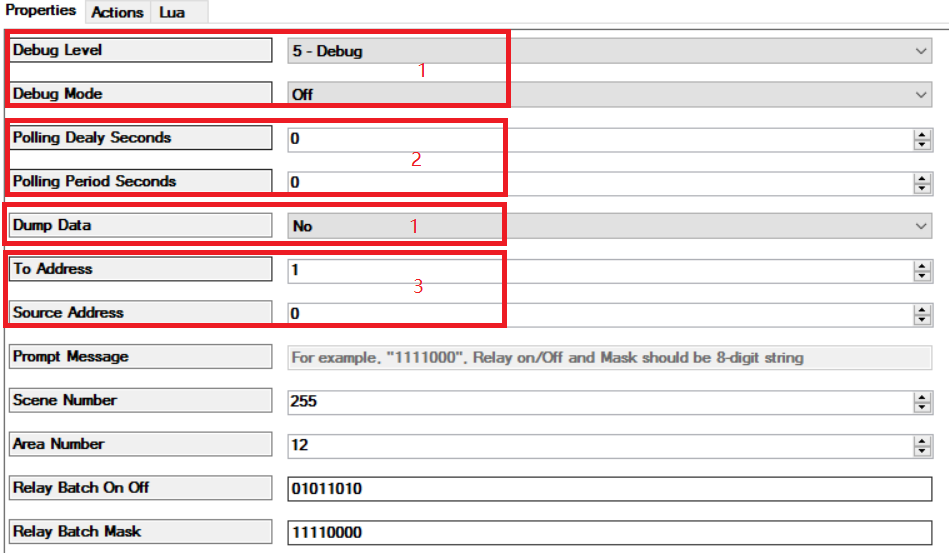 Properties Actions Lua
Debug Level 5 - Debug
1
Debug Mode Off
Polling Dealy Seconds 0
2
Polling Period Seconds 0
Dump Data No 1
To Address 1
3
Source Address 0
Prompt Message For example, "1111000", Relay on/Off and Mask should be 8-digit string
Scene Number 255
Area Number 12
Relay Batch On Off 01011010
Relay Batch Mask 11110000